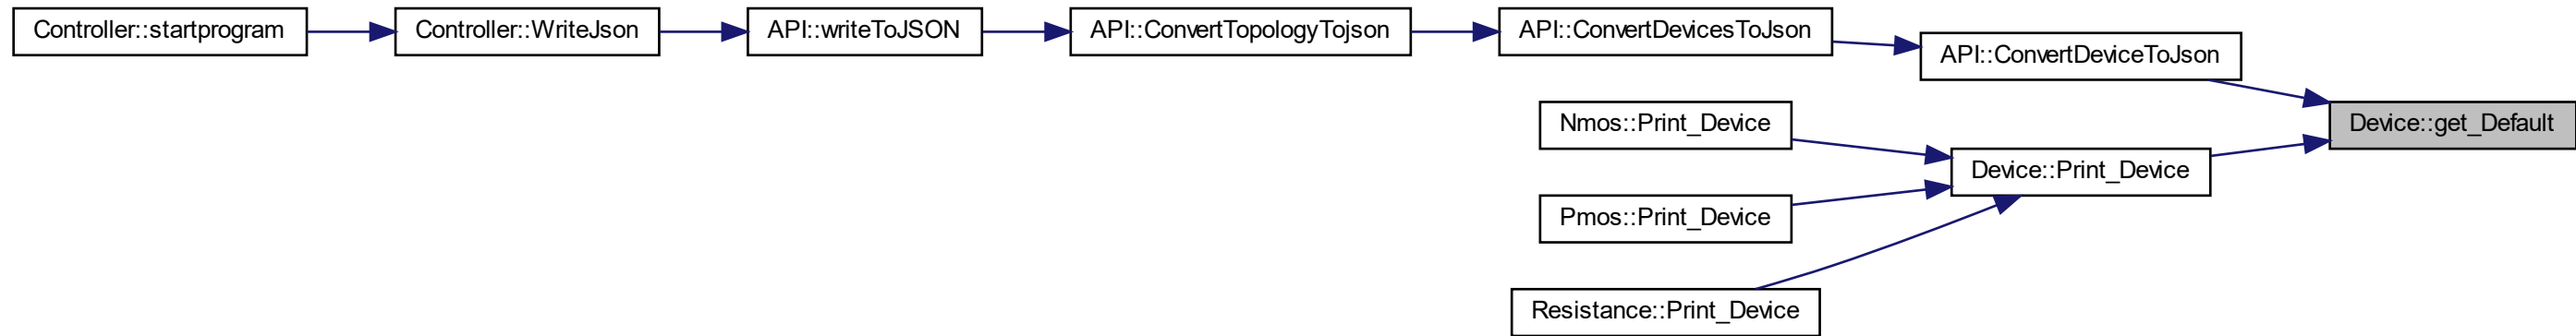 Controller::startprogram
Controller::WriteJson
API::writeToJSON
API::ConvertTopologyTojson
API::ConvertDevicesToJson
API::ConvertDeviceToJson
Nmos::Print_Device
Device::get_Default
Device::Print_Device
Pmos::Print_Device
Resistance::Print_Device